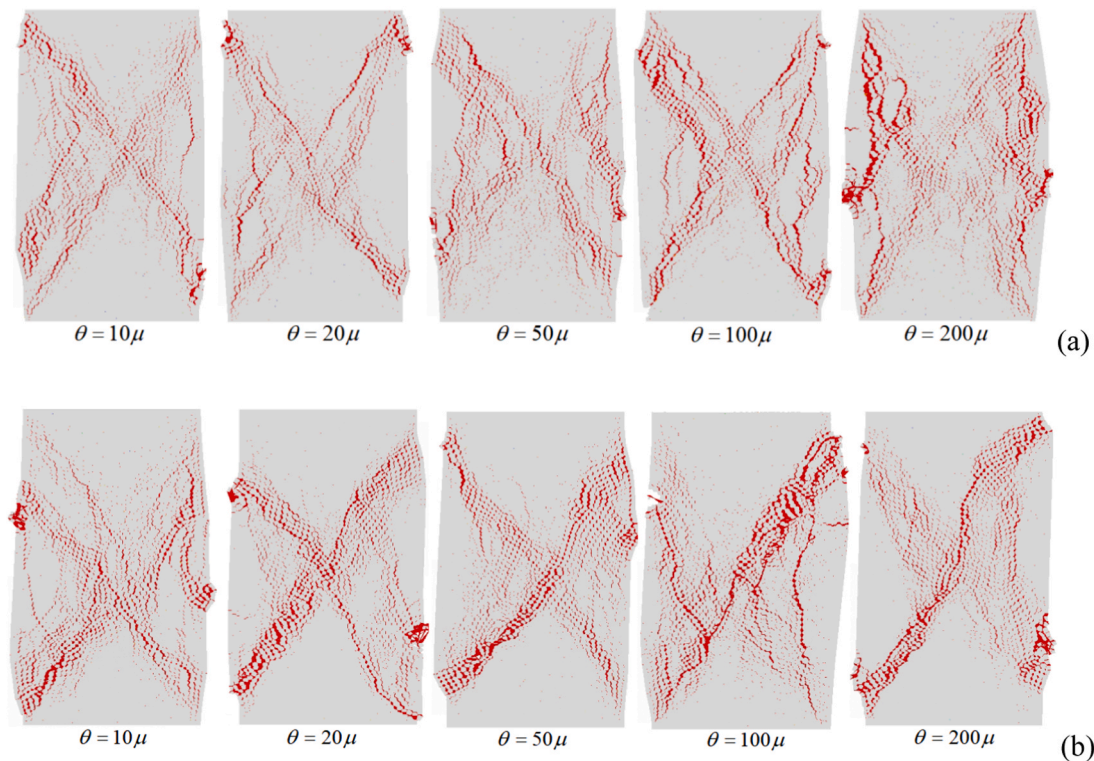 θ = 10μ θ = 20μ θ = 50μ θ = 100μ θ = 200μ (a)
θ = 10μ θ = 20μ θ = 50μ θ = 100μ θ = 200μ (b)